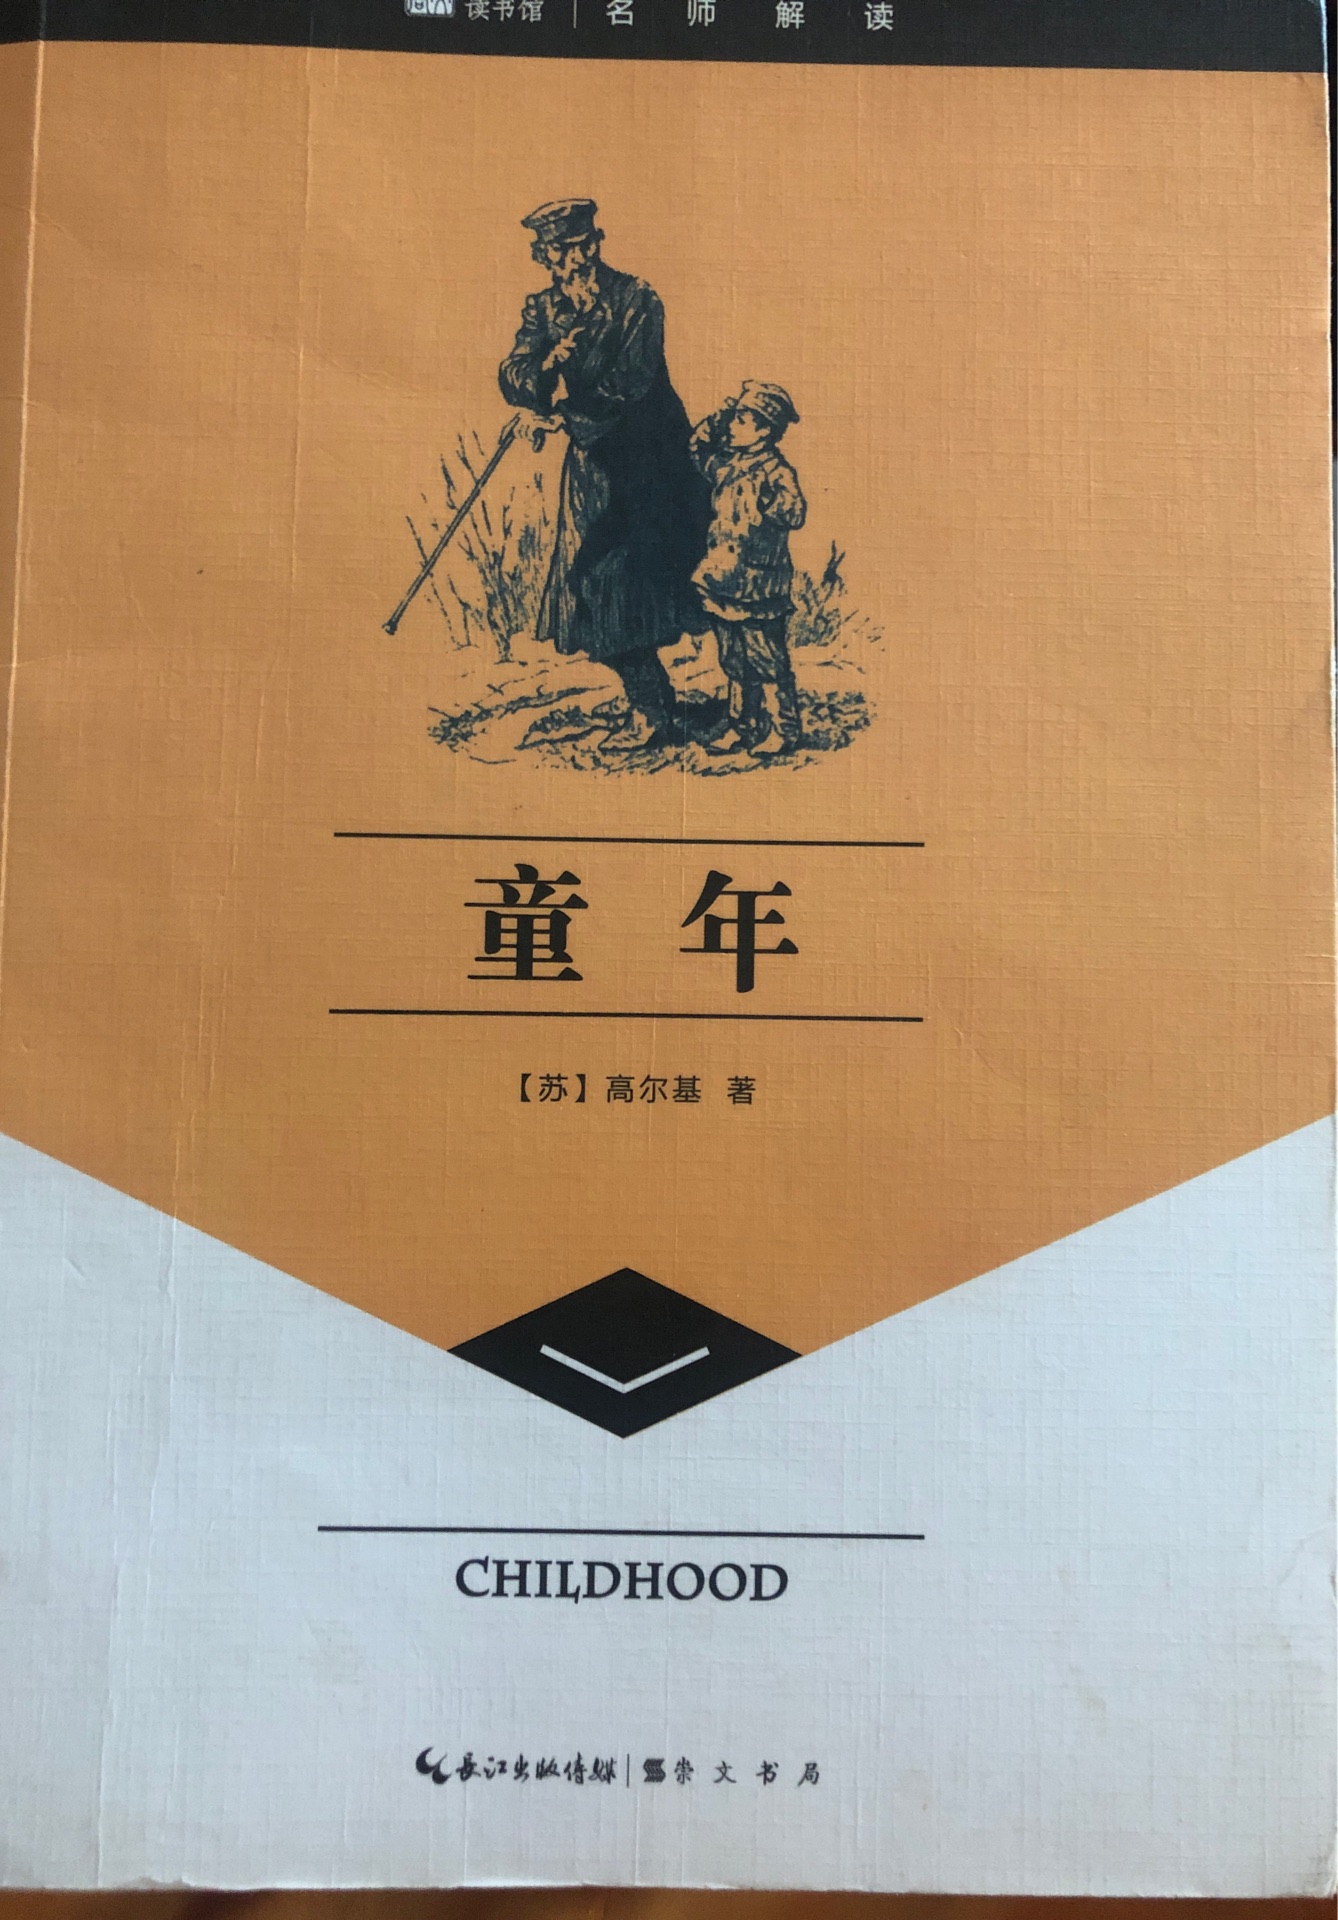 读书馆 | 名师解读
童年
【苏】高尔基 著
CHILDHOOD
長江出版传媒 | 崇文书局